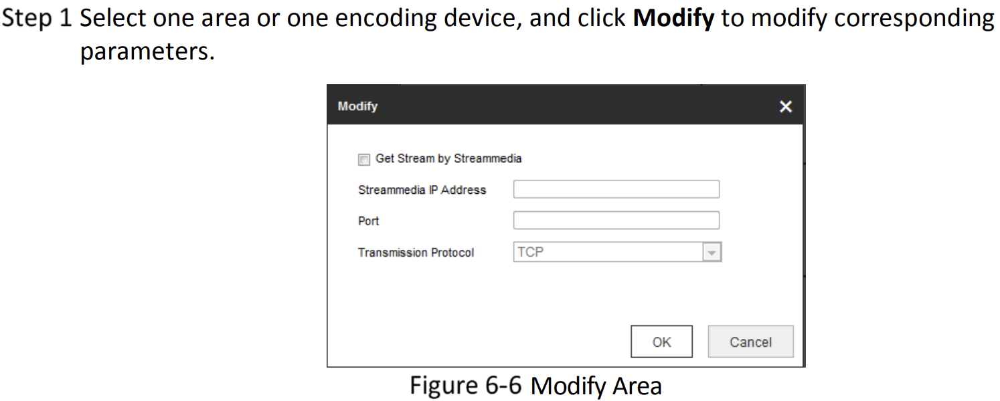 Step 1 Select one area or one encoding device, and click Modify to modify corresponding
parameters.
Modify
Get Stream by Streammedia
Streammedia IP Address
Port
Transmission Protocol TCP
OK Cancel
Figure 6-6 Modify Area